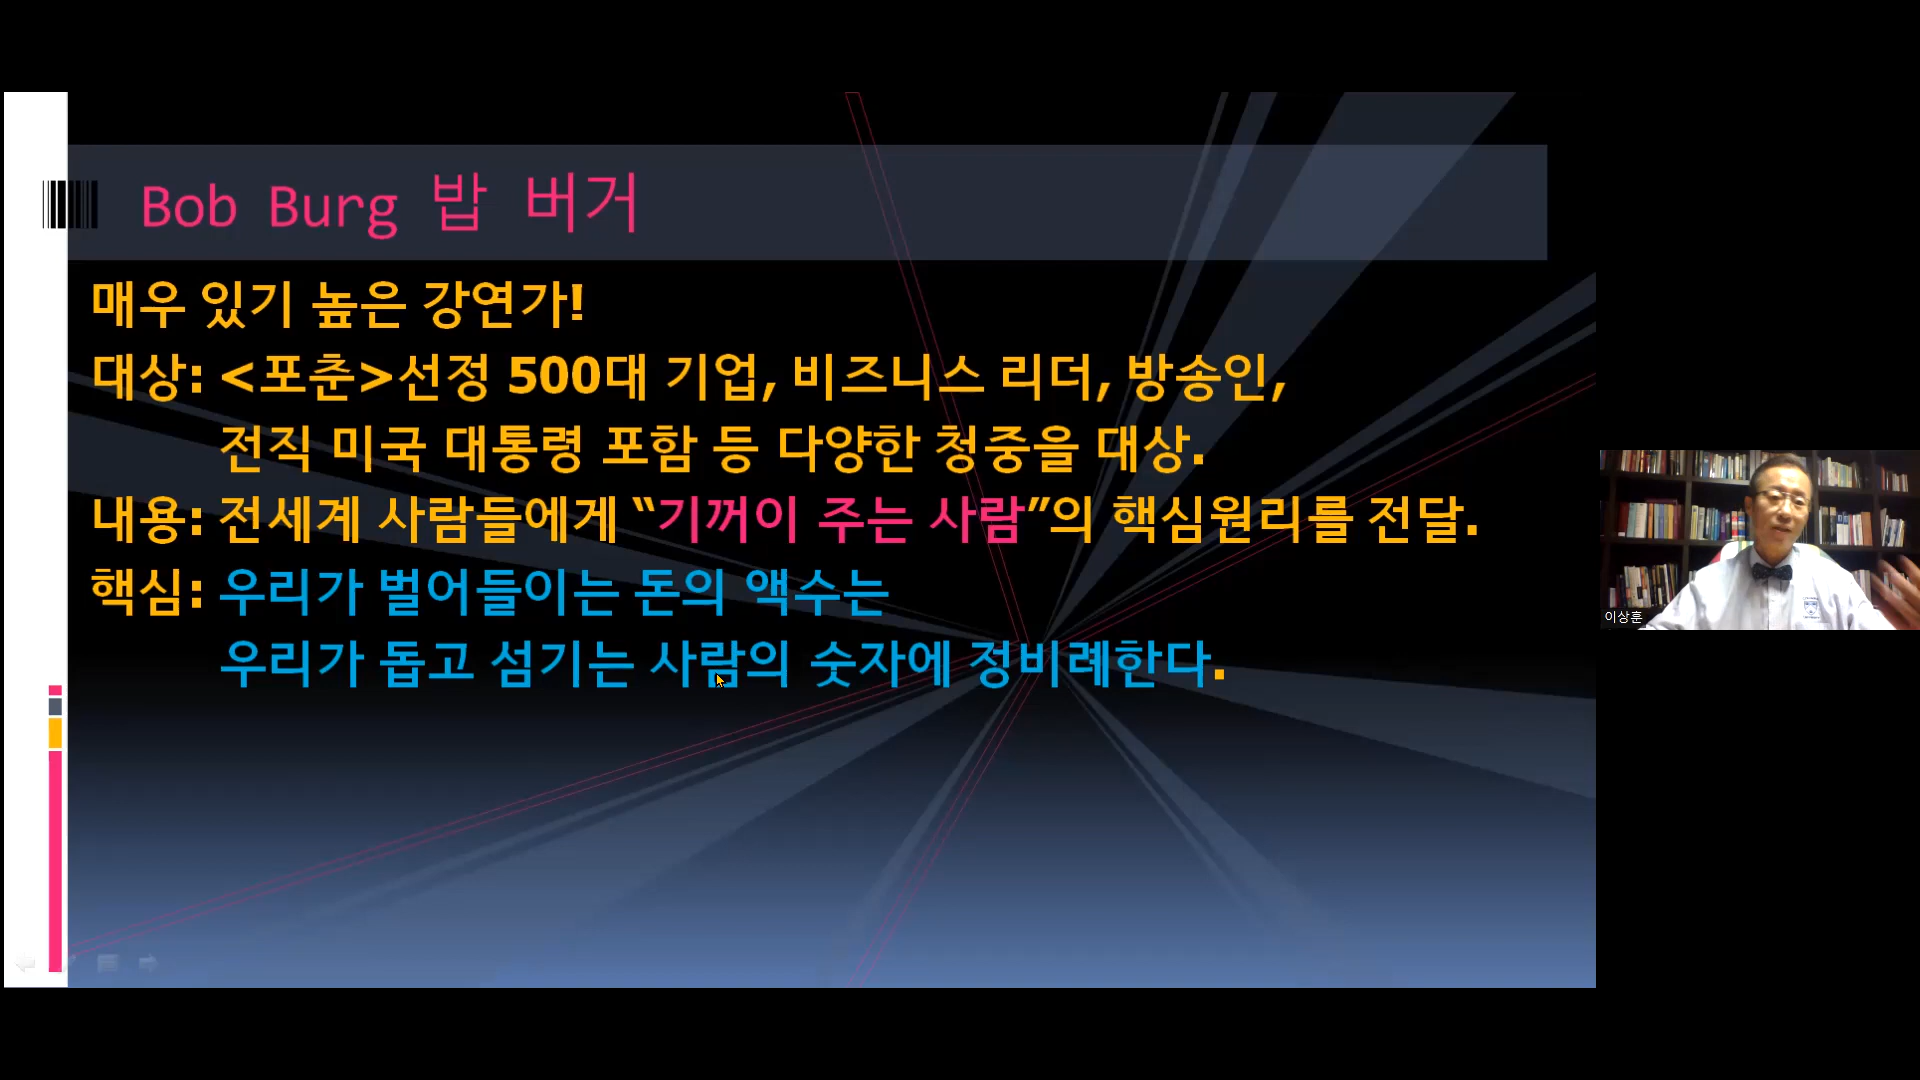 Bob Burg 밥 버거
매우 있기 높은 강연가!
대상: <포춘>선정 500대 기업, 비즈니스 리더, 방송인,
전직 미국 대통령 포함 등 다양한 청중을 대상.
내용: 전세계 사람들에게 “기꺼이 주는 사람”의 핵심원리를 전달.
핵심: 우리가 벌어들이는 돈의 액수는
우리가 돕고 섬기는 사람의 숫자에 정비례한다.
이상훈